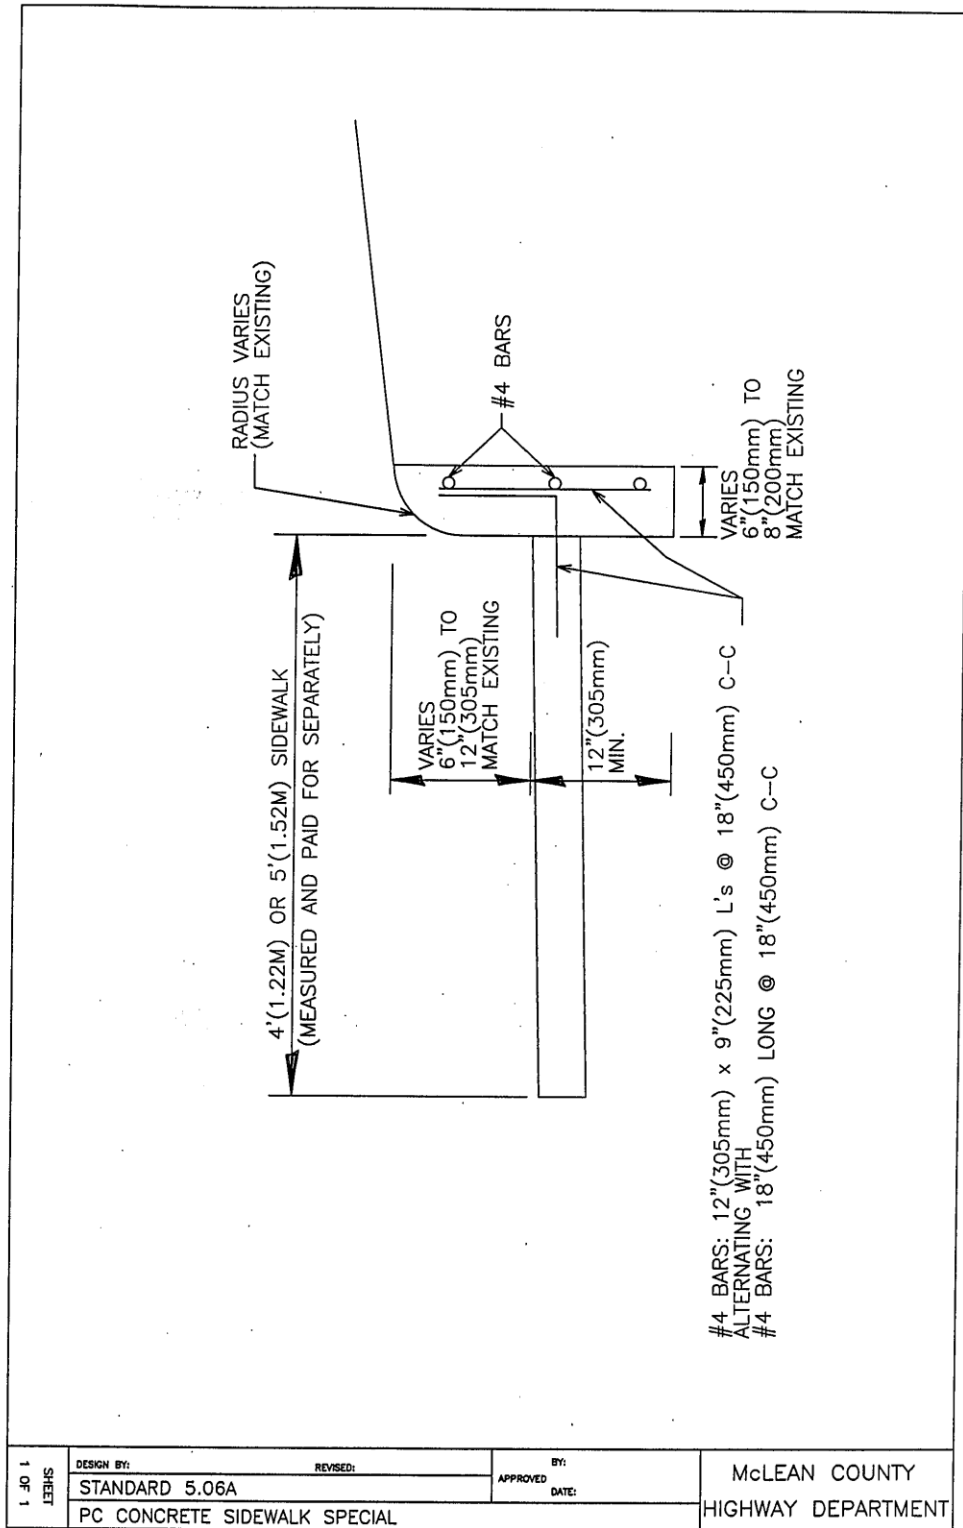 RADIUS VARIES
(MATCH EXISTING)
#4 BARS
4'(1.22M) OR 5'(1.52M) SIDEWALK
(MEASURED AND PAID FOR SEPARATELY)
VARIES
6"(150mm) TO
12"(305mm)
MATCH EXISTING
12"(305mm)
MIN.
VARIES
6"(150mm) TO
8"(200mm)
MATCH EXISTING
#4 BARS: 12"(305mm) x 9"(225mm) L's @ 18"(450mm) C-C
ALTERNATING WITH
#4 BARS: 18"(450mm) LONG @ 18"(450mm) C-C
SHEET
1 OF 1
DESIGN BY: REVISED:
STANDARD 5.06A
PC CONCRETE SIDEWALK SPECIAL
BY:
APPROVED
DATE:
McLEAN COUNTY
HIGHWAY DEPARTMENT